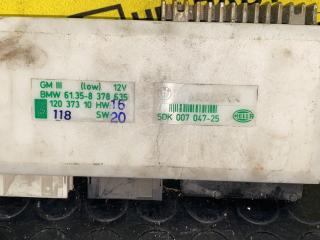 GM III (low) 12V
BMW 61.35-8 378 635
120 373 10 HW 16
118 SW 20
5DK 007 047-25
HELLA